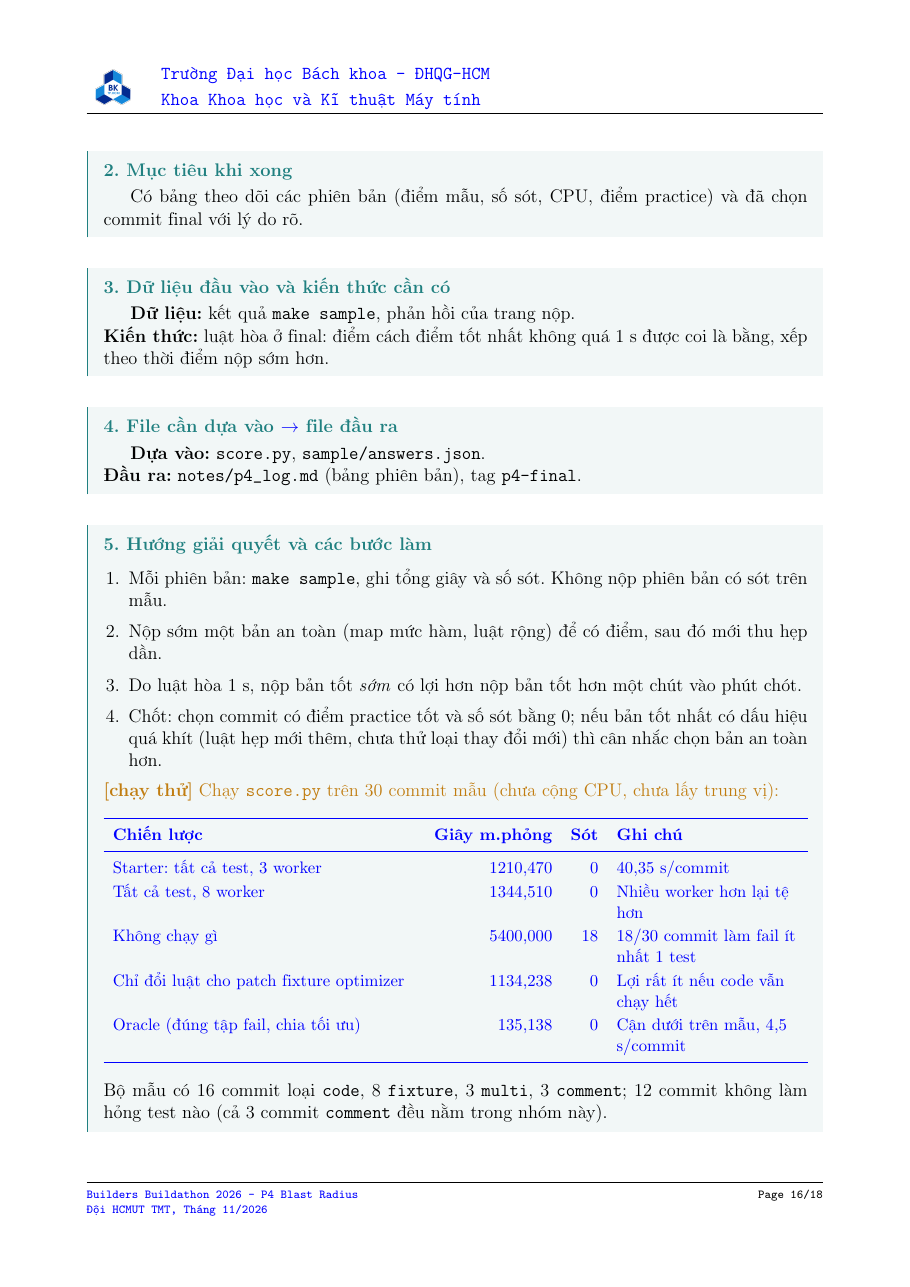 BK
Trường Đại học Bách khoa - ĐHQG-HCM
Khoa Khoa học và Kĩ thuật Máy tính
2. Mục tiêu khi xong
Có bảng theo dõi các phiên bản (điểm mẫu, số sót, CPU, điểm practice) và đã chọn
commit final với lý do rõ.
3. Dữ liệu đầu vào và kiến thức cần có
Dữ liệu: kết quả make sample, phản hồi của trang nộp.
Kiến thức: luật hòa ở final: điểm cách điểm tốt nhất không quá 1 s được coi là bằng, xếp
theo thời điểm nộp sớm hơn.
4. File cần dựa vào → file đầu ra
Dựa vào: score.py, sample/answers.json.
Đầu ra: notes/p4_log.md (bảng phiên bản), tag p4-final.
5. Hướng giải quyết và các bước làm
1. Mỗi phiên bản: make sample, ghi tổng giây và số sót. Không nộp phiên bản có sót trên
mẫu.
2. Nộp sớm một bản an toàn (map mức hàm, luật rộng) để có điểm, sau đó mới thu hẹp
dần.
3. Do luật hòa 1 s, nộp bản tốt sớm có lợi hơn nộp bản tốt hơn một chút vào phút chót.
4. Chốt: chọn commit có điểm practice tốt và số sót bằng 0; nếu bản tốt nhất có dấu hiệu
quá khít (luật hẹp mới thêm, chưa thử loại thay đổi mới) thì cân nhắc chọn bản an toàn
hơn.
[chạy thử] Chạy score.py trên 30 commit mẫu (chưa cộng CPU, chưa lấy trung vị):
Chiến lược Giây m.phỏng Sót Ghi chú
Starter: tất cả test, 3 worker 1210,470 0 40,35 s/commit
Tất cả test, 8 worker 1344,510 0 Nhiều worker hơn lại tệ
hơn
Không chạy gì 5400,000 18 18/30 commit làm fail ít
nhất 1 test
Chỉ đổi luật cho patch fixture optimizer 1134,238 0 Lợi rất ít nếu code vẫn
chạy hết
Oracle (đúng tập fail, chia tối ưu) 135,138 0 Cận dưới trên mẫu, 4,5
s/commit
Bộ mẫu có 16 commit loại code, 8 fixture, 3 multi, 3 comment; 12 commit không làm
hỏng test nào (cả 3 commit comment đều nằm trong nhóm này).
Builders Buildathon 2026 - P4 Blast Radius Page 16/18
Đội HCMUT TMT, Tháng 11/2026